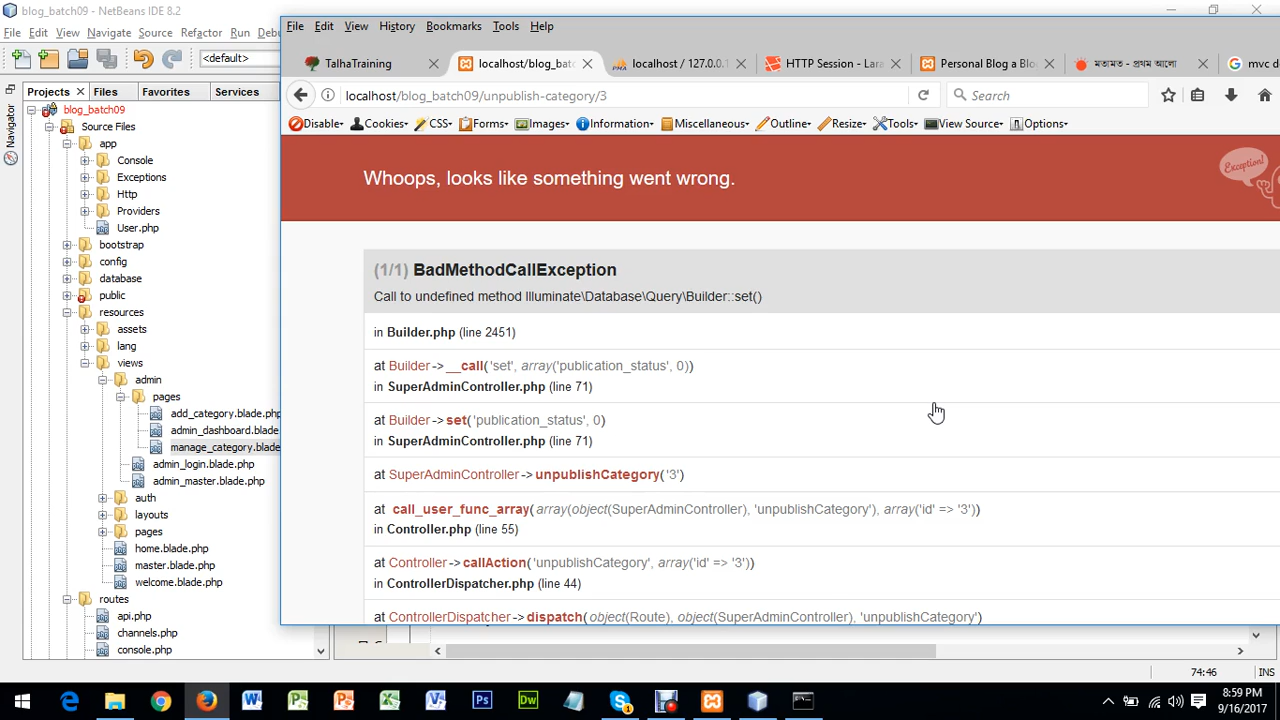 blog_batch09 - NetBeans IDE 8.2
File Edit View Navigate Source Refactor Run Debu
<default>
Projects Files Favorites Services
Navigator
blog_batch09
Source Files
app
Console
Exceptions
Http
Providers
User.php
bootstrap
config
database
public
resources
assets
lang
views
admin
pages
add_category.blade.php
admin_dashboard.blade
manage_category.blade
admin_login.blade.php
admin_master.blade.php
auth
layouts
pages
home.blade.php
master.blade.php
welcome.blade.php
routes
api.php
channels.php
console.php
File Edit View History Bookmarks Tools Help
TalhaTraining localhost/blog_batc localhost / 127.0.0.1 HTTP Session - Lara Personal Blog a Blog মতামত - প্রথম আলো mvc d
localhost/blog_batch09/unpublish-category/3
Search
Disable Cookies CSS Forms Images Information Miscellaneous Outline Resize Tools View Source Options
Whoops, looks like something went wrong.
Exception!
(1/1) BadMethodCallException
Call to undefined method Illuminate\Database\Query\Builder::set()
in Builder.php (line 2451)
at Builder->__call('set', array('publication_status', 0))
in SuperAdminController.php (line 71)
at Builder->set('publication_status', 0)
in SuperAdminController.php (line 71)
at SuperAdminController->unpublishCategory('3')
at call_user_func_array(array(object(SuperAdminController), 'unpublishCategory'), array('id' => '3'))
in Controller.php (line 55)
at Controller->callAction('unpublishCategory', array('id' => '3'))
in ControllerDispatcher.php (line 44)
at ControllerDispatcher->dispatch(object(Route), object(SuperAdminController), 'unpublishCategory')
74:46 INS
8:59 PM
9/16/2017